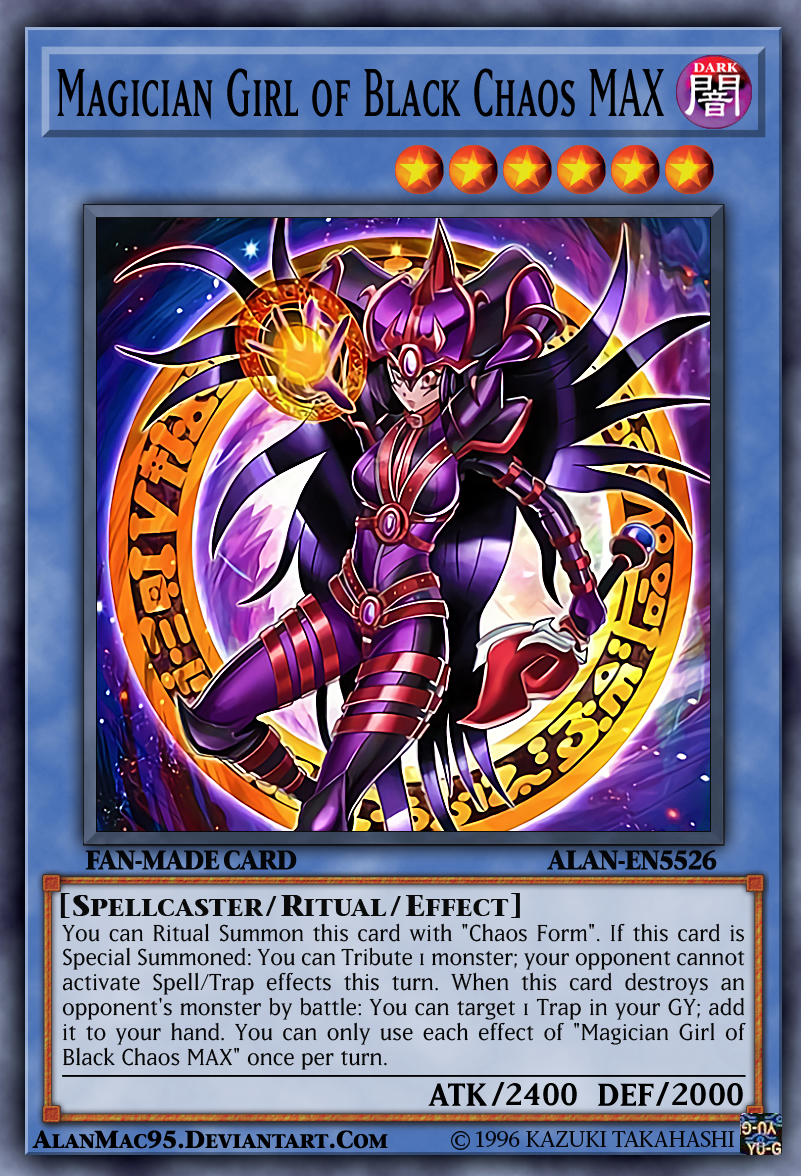 Magician Girl of Black Chaos MAX
DARK
闇
FAN-MADE CARD
ALAN-EN5526
[Spellcaster/Ritual/Effect]
You can Ritual Summon this card with "Chaos Form". If this card is
Special Summoned: You can Tribute 1 monster; your opponent cannot
activate Spell/Trap effects this turn. When this card destroys an
opponent's monster by battle: You can target 1 Trap in your GY; add
it to your hand. You can only use each effect of "Magician Girl of
Black Chaos MAX" once per turn.
ATK/2400 DEF/2000
AlanMac95.Deviantart.Com
© 1996 KAZUKI TAKAHASHI
YU-G
YU-G